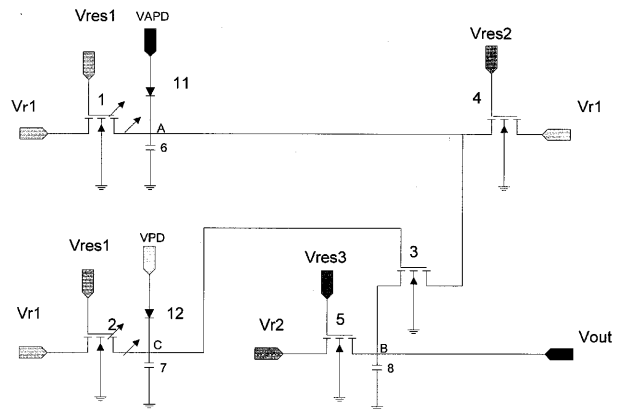 Vres1 VAPD Vres2
11
1 4
Vr1 A Vr1
6
Vres1 VPD Vres3 3
12
Vr1 2 Vr2 5
C B Vout
7 8